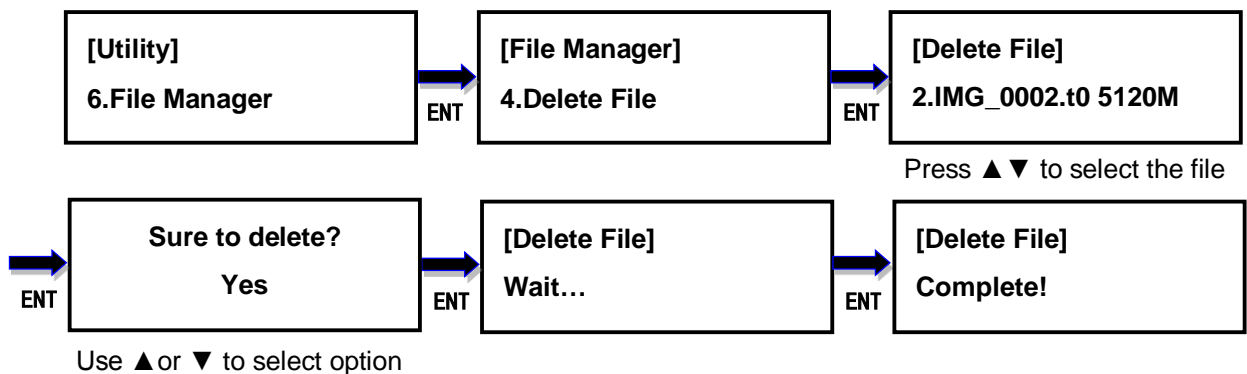 [Utility]
6.File Manager
ENT
[File Manager]
4.Delete File
ENT
[Delete File]
2.IMG_0002.t0 5120M
Press ▲▼ to select the file
ENT
Sure to delete?
Yes
Use ▲or ▼ to select option
ENT
[Delete File]
Wait…
ENT
[Delete File]
Complete!